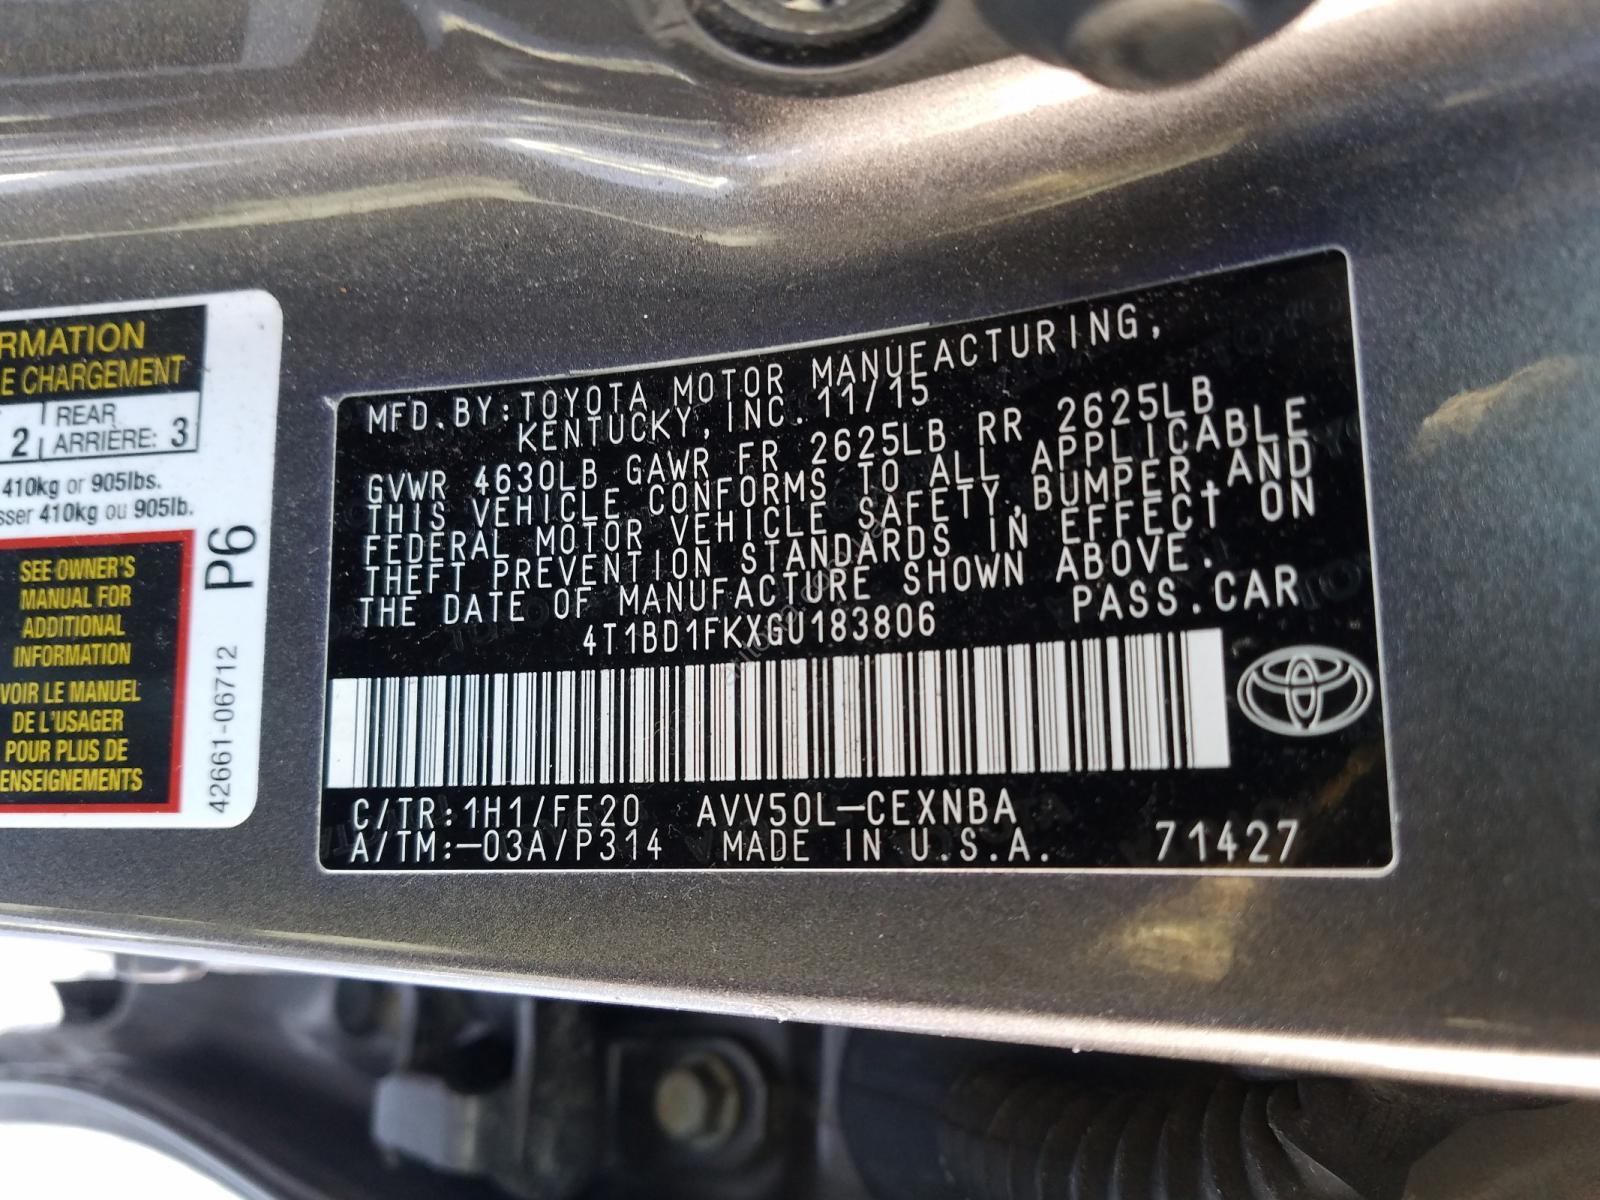 RMATION
E CHARGEMENT
2 REAR
ARRIÈRE: 3
410kg or 905lbs.
sser 410kg ou 905lb.
SEE OWNER'S
MANUAL FOR
ADDITIONAL
INFORMATION
VOIR LE MANUEL
DE L'USAGER
POUR PLUS DE
ENSEIGNEMENTS
P6
42661-06712
MFD.BY:TOYOTA MOTOR MANUFACTURING,
KENTUCKY,INC. 11/15
GVWR 4630LB GAWR FR 2625LB RR 2625LB
THIS VEHICLE CONFORMS TO ALL APPLICABLE
FEDERAL MOTOR VEHICLE SAFETY,BUMPER,AND
THEFT PREVENTION STANDARDS IN EFFECT ON
THE DATE OF MANUFACTURE SHOWN ABOVE.
4T1BD1FKXGU183806 PASS.CAR
C/TR:1H1/FE20 AVV50L-CEXNBA
A/TM:-03A/P314 MADE IN U.S.A. 71427